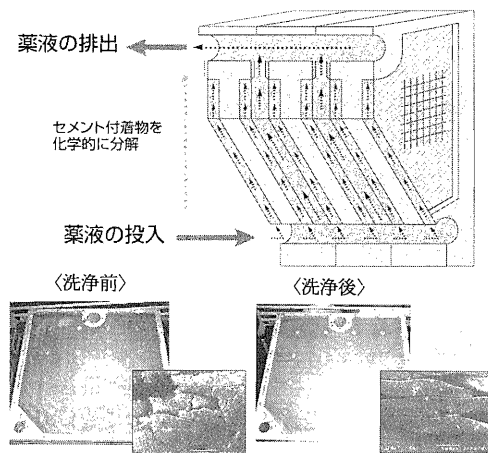 薬液の排出
セメント付着物を
化学的に分解
薬液の投入
〈洗浄前〉
〈洗浄後〉